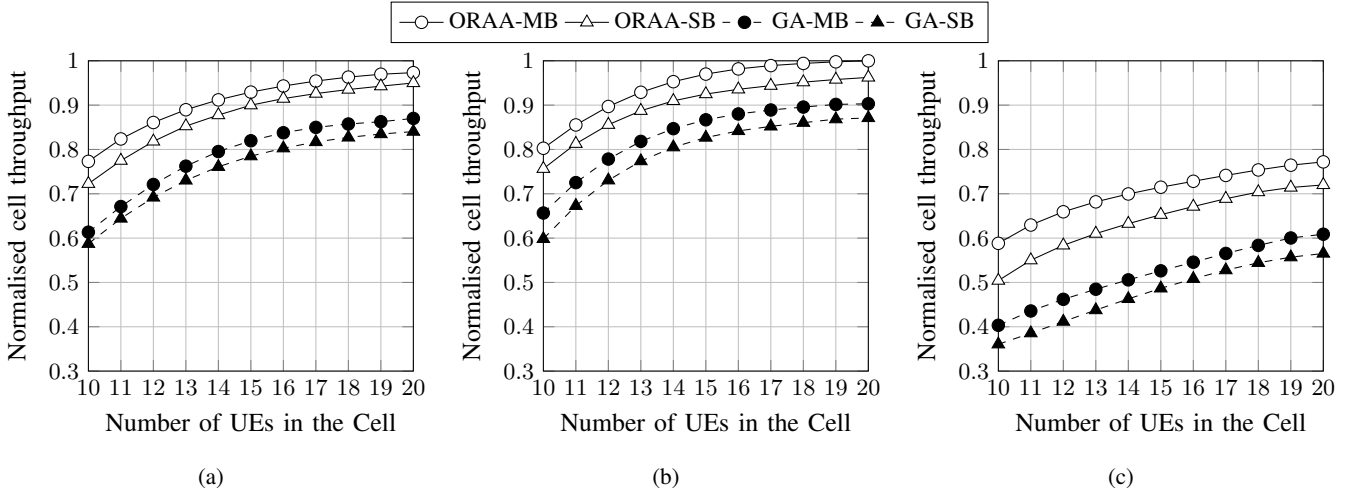 ORAA-MB ORAA-SB GA-MB GA-SB
Normalised cell throughput
1
0.9
0.8
0.7
0.6
0.5
0.4
0.3
10 11 12 13 14 15 16 17 18 19 20
Number of UEs in the Cell
(a)
Normalised cell throughput
1
0.9
0.8
0.7
0.6
0.5
0.4
0.3
10 11 12 13 14 15 16 17 18 19 20
Number of UEs in the Cell
(b)
Normalised cell throughput
1
0.9
0.8
0.7
0.6
0.5
0.4
0.3
10 11 12 13 14 15 16 17 18 19 20
Number of UEs in the Cell
(c)